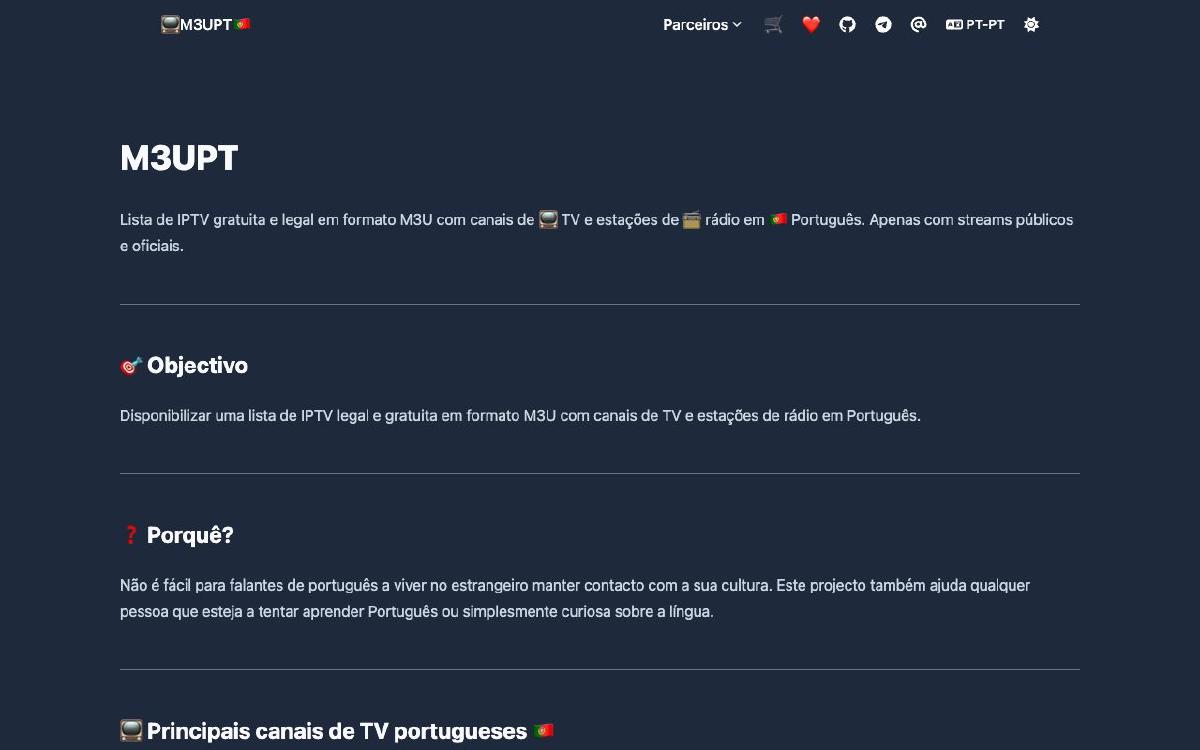 M3UPT
Parceiros
PT-PT
M3UPT
Lista de IPTV gratuita e legal em formato M3U com canais de TV e estações de rádio em Português. Apenas com streams públicos
e oficiais.
Objectivo
Disponibilizar uma lista de IPTV legal e gratuita em formato M3U com canais de TV e estações de rádio em Português.
Porquê?
Não é fácil para falantes de português a viver no estrangeiro manter contacto com a sua cultura. Este projecto também ajuda qualquer
pessoa que esteja a tentar aprender Português ou simplesmente curiosa sobre a língua.
Principais canais de TV portugueses